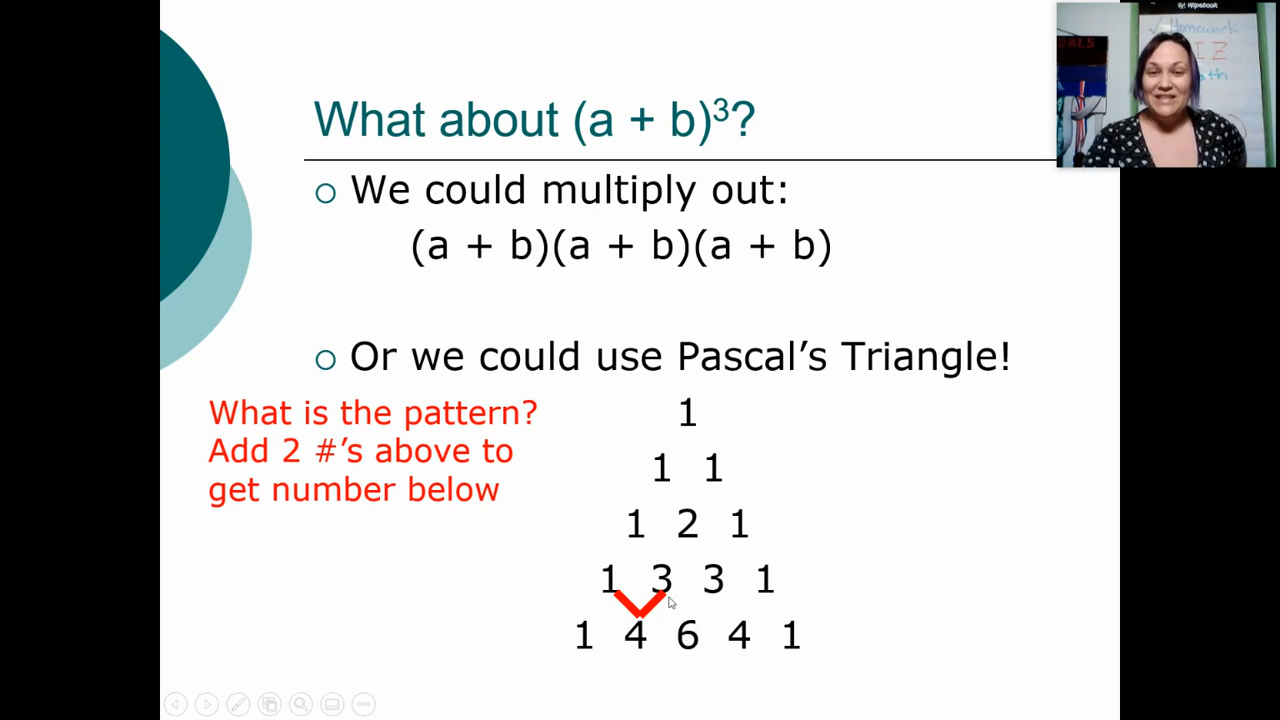 What about (a + b)³?
We could multiply out:
(a + b)(a + b)(a + b)
Or we could use Pascal’s Triangle!
What is the pattern?
Add 2 #’s above to
get number below
1
1 1
1 2 1
1 3 3 1
1 4 6 4 1
Wipebook
Homework